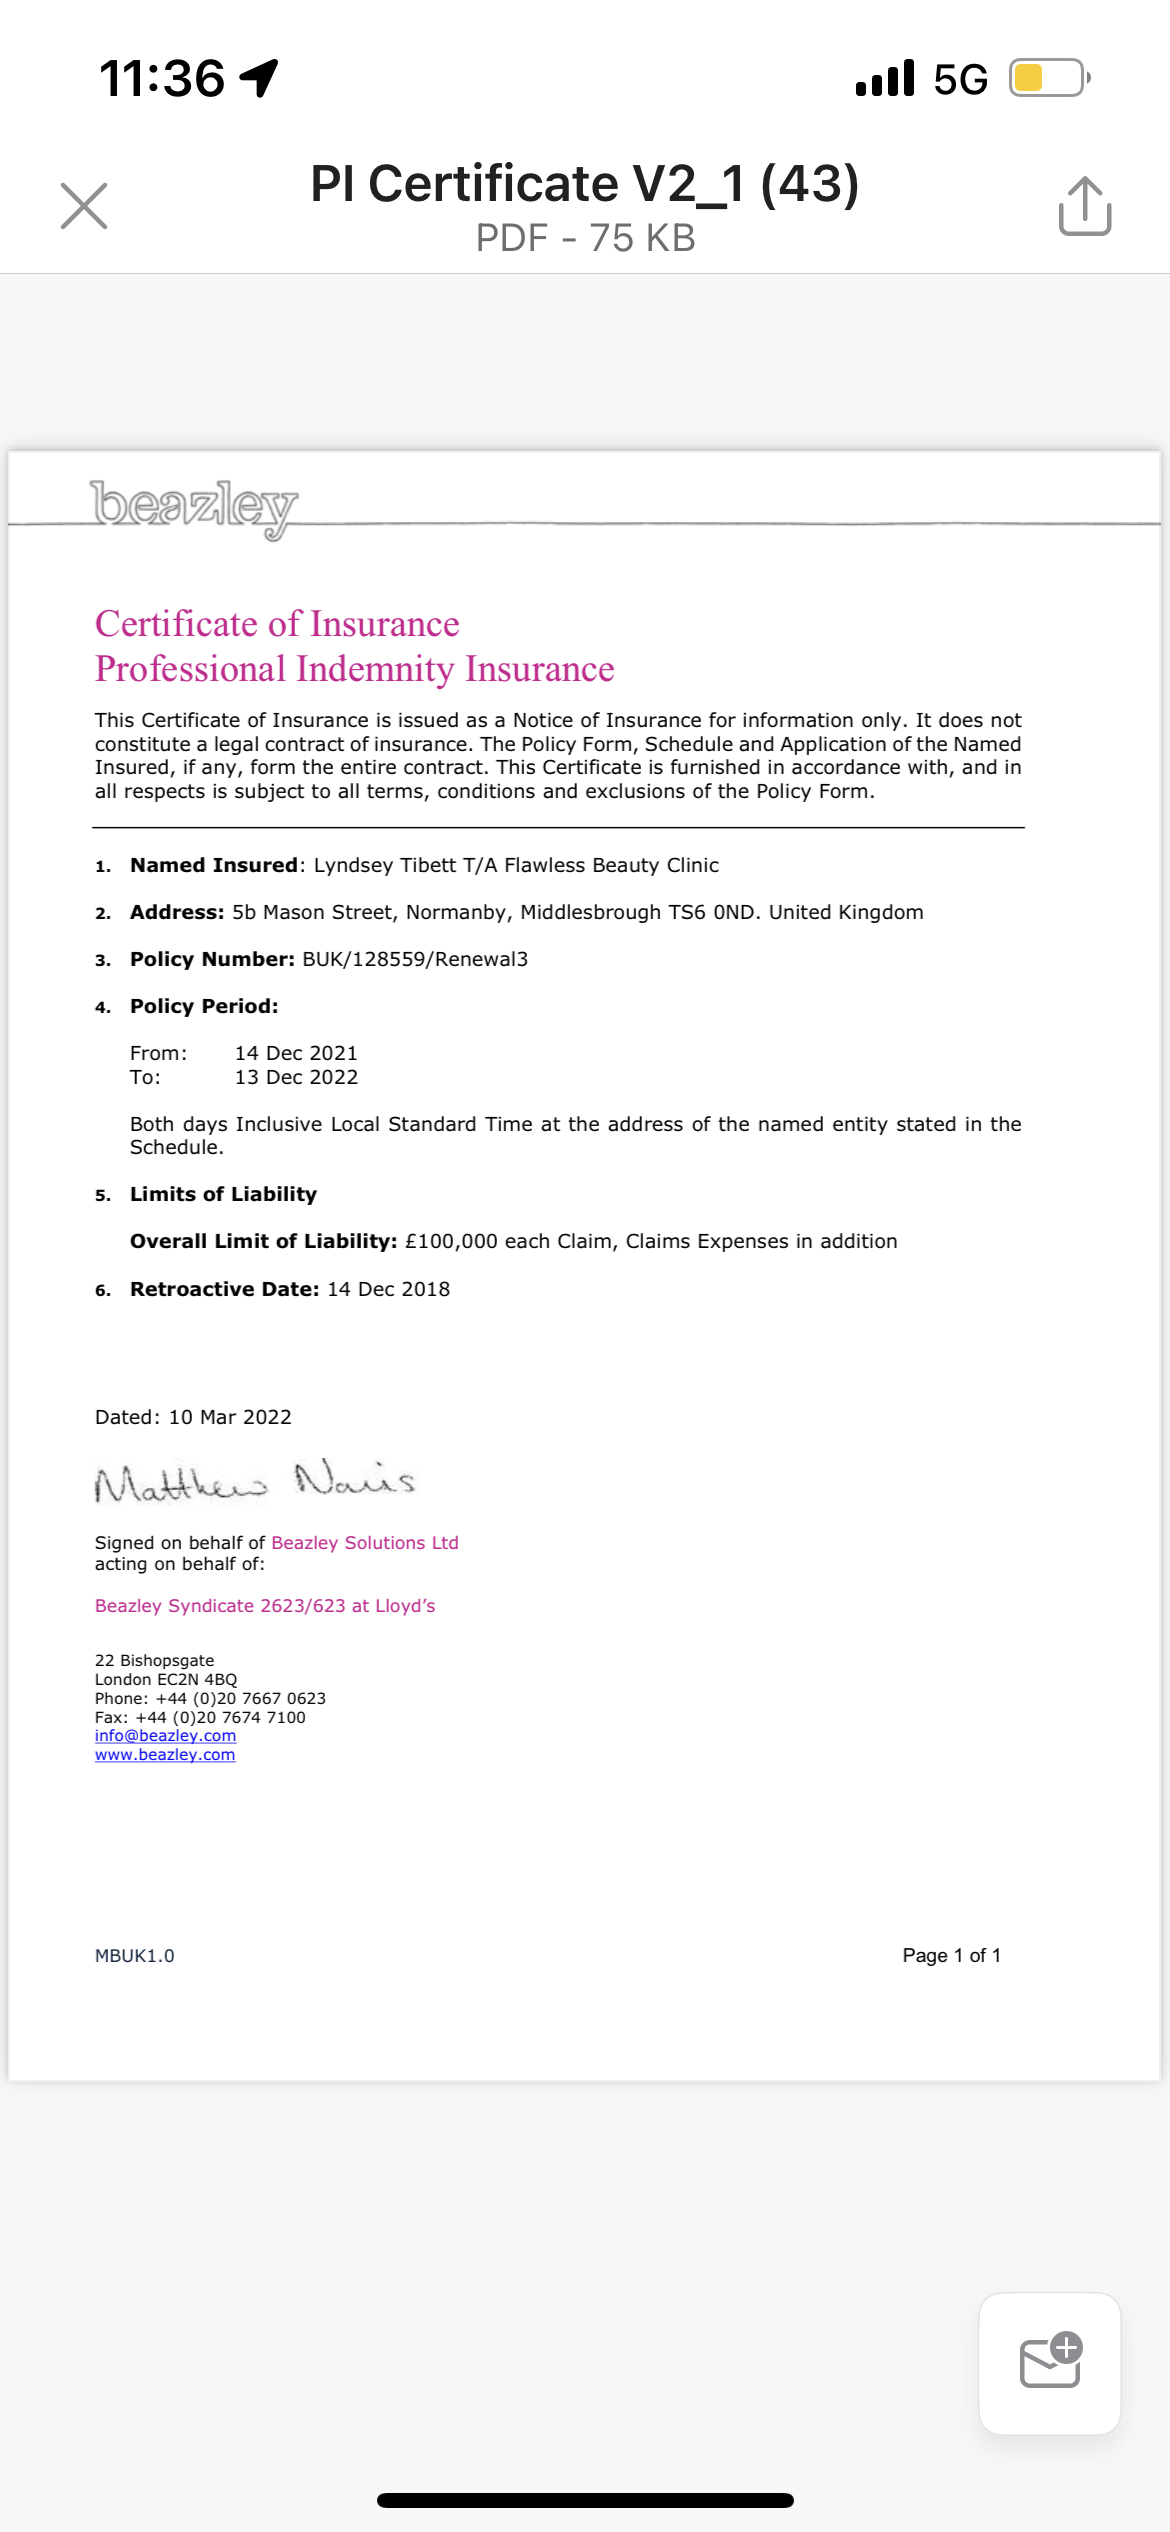 11:36
5G
PI Certificate V2_1 (43)
PDF - 75 KB
beazley
Certificate of Insurance
Professional Indemnity Insurance
This Certificate of Insurance is issued as a Notice of Insurance for information only. It does not
constitute a legal contract of insurance. The Policy Form, Schedule and Application of the Named
Insured, if any, form the entire contract. This Certificate is furnished in accordance with, and in
all respects is subject to all terms, conditions and exclusions of the Policy Form.
1. Named Insured: Lyndsey Tibett T/A Flawless Beauty Clinic
2. Address: 5b Mason Street, Normanby, Middlesbrough TS6 0ND. United Kingdom
3. Policy Number: BUK/128559/Renewal3
4. Policy Period:
From: 14 Dec 2021
To: 13 Dec 2022
Both days Inclusive Local Standard Time at the address of the named entity stated in the
Schedule.
5. Limits of Liability
Overall Limit of Liability: £100,000 each Claim, Claims Expenses in addition
6. Retroactive Date: 14 Dec 2018
Dated: 10 Mar 2022
Matthew
Signed on behalf of Beazley Solutions Ltd
acting on behalf of:
Beazley Syndicate 2623/623 at Lloyd's
22 Bishopsgate
London EC2N 4BQ
Phone: +44 (0)20 7667 0623
Fax: +44 (0)20 7674 7100
info@beazley.com
www.beazley.com
MBUK1.0
Page 1 of 1